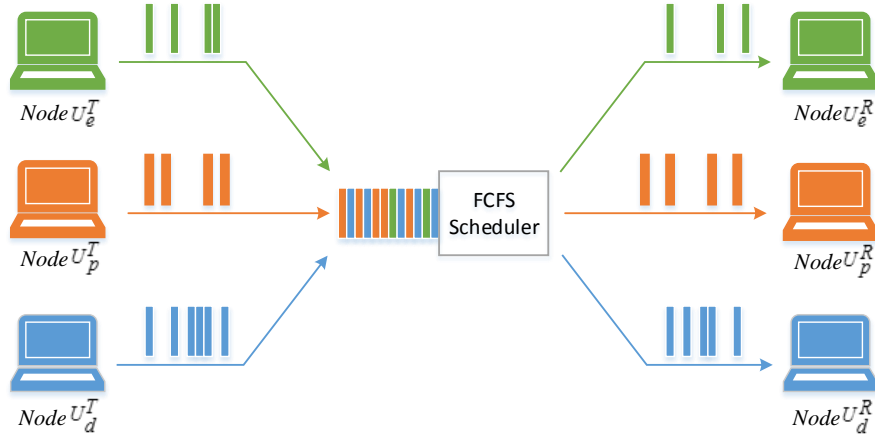 Node U_e^T
Node U_e^R
FCFS
Scheduler
Node U_p^T
Node U_p^R
Node U_d^T
Node U_d^R